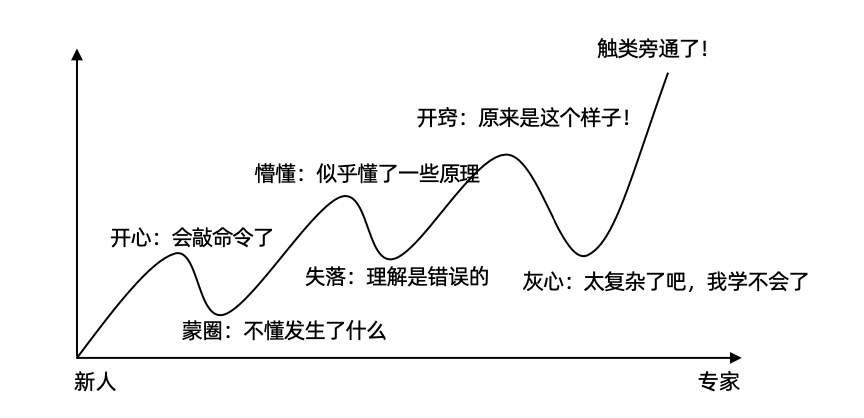 触类旁通了！
开窍：原来是这个样子！
懵懂：似乎懂了一些原理
开心：会敲命令了
失落：理解是错误的
灰心：太复杂了吧，我学不会了
蒙圈：不懂发生了什么
新人
专家